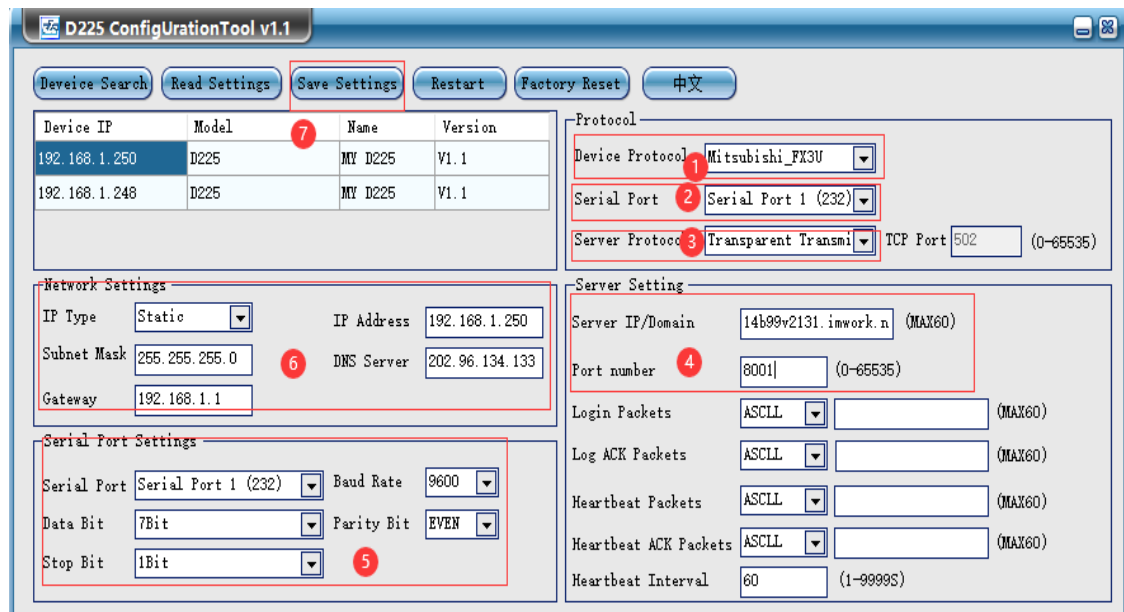 D225 ConfigUrationTool v1.1
Deveice Search Read Settings Save Settings Restart Factory Reset 中文
7
Device IP Model Name Version
192.168.1.250 D225 MY D225 V1.1
192.168.1.248 D225 MY D225 V1.1
Protocol
Device Protocol 1 Mitsubishi_FX3U
Serial Port 2 Serial Port 1 (232)
Server Protoco 3 Transparent Transmi TCP Port 502 (0-65535)
Network Settings
IP Type Static IP Address 192.168.1.250
Subnet Mask 255.255.255.0 6 DNS Server 202.96.134.133
Gateway 192.168.1.1
Serial Port Settings
Serial Port Serial Port 1 (232) Baud Rate 9600
Data Bit 7Bit Parity Bit EVEN
Stop Bit 1Bit 5
Server Setting
Server IP/Domain 14b99v2131.imwork.n (MAX60)
Port number 4 8001 (0-65535)
Login Packets ASCLL (MAX60)
Log ACK Packets ASCLL (MAX60)
Heartbeat Packets ASCLL (MAX60)
Heartbeat ACK Packets ASCLL (MAX60)
Heartbeat Interval 60 (1-9999S)